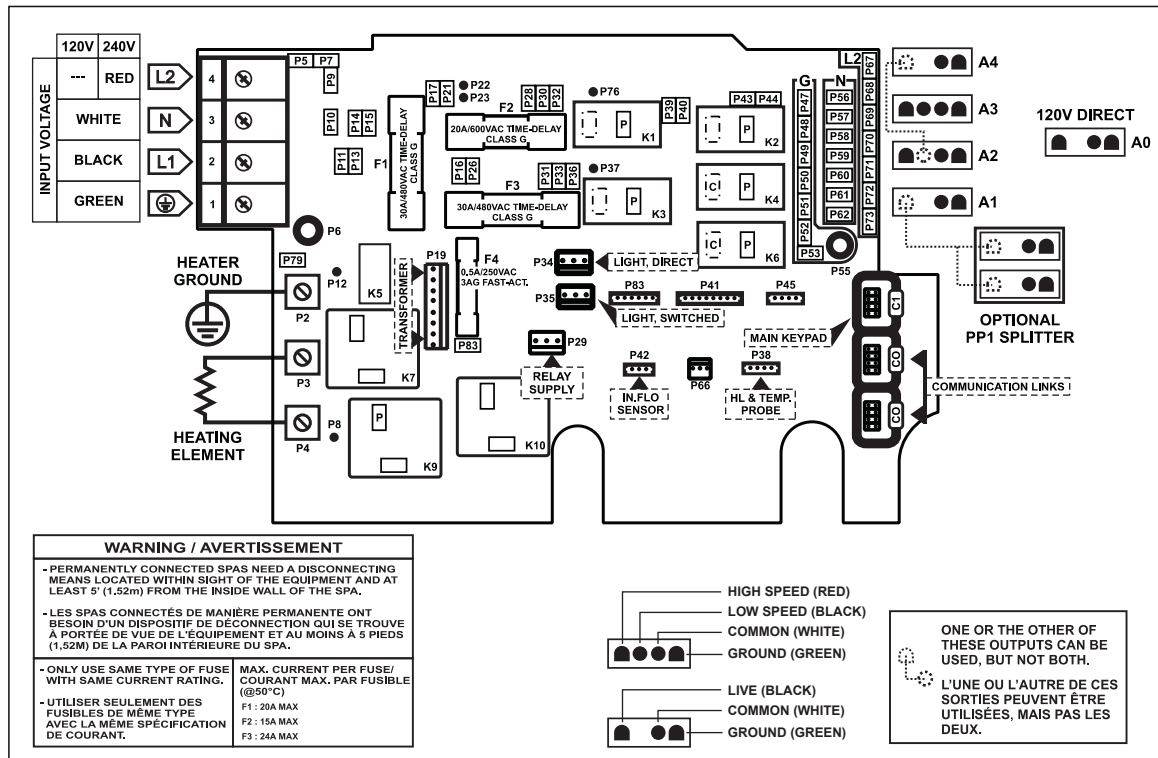 120V 240V
INPUT VOLTAGE
--- RED L2 4
WHITE N 3
BLACK L1 2
GREEN 1
P5 P7
P9
P10
P14
P15
P11
P13
F1
30A/480VAC TIME-DELAY
CLASS G
P17
P21
P22
P23
F2
20A/600VAC TIME-DELAY
CLASS G
P28
P30
P32
P16
P26
F3
30A/480VAC TIME-DELAY
CLASS G
P31
P33
P36
P76
P K1
P39
P40
P37
P K3
P43 P44
P K2
C P K4
C P K6
G
P47
P48
P49
P50
P51
P52
P53
N
P56
P57
P58
P59
P60
P61
P62
L2
P67
P68
P69
P70
P71
P72
P73
P55
A4
A3
A2
A1
120V DIRECT
A0
OPTIONAL
PP1 SPLITTER
P6
P79
P12
K5
HEATER
GROUND
P2
P3
HEATING
ELEMENT
P4
P8
K7
P
K9
K10
TRANSFORMER
P19
F4
0.5A/250VAC
3AG FAST-ACT.
P83
P34
LIGHT, DIRECT
P35
LIGHT, SWITCHED
P83
P41
P45
P29
RELAY
SUPPLY
P42
IN.FLO
SENSOR
P66
P38
HL & TEMP.
PROBE
MAIN KEYPAD
C1
CO
CO
COMMUNICATION LINKS
WARNING / AVERTISSEMENT
- PERMANENTLY CONNECTED SPAS NEED A DISCONNECTING
MEANS LOCATED WITHIN SIGHT OF THE EQUIPMENT AND AT
LEAST 5' (1.52m) FROM THE INSIDE WALL OF THE SPA.
- LES SPAS CONNECTÉS DE MANIÈRE PERMANENTE ONT
BESOIN D'UN DISPOSITIF DE DÉCONNECTION QUI SE TROUVE
À PORTÉE DE VUE DE L'ÉQUIPEMENT ET AU MOINS À 5 PIEDS
(1,52M) DE LA PAROI INTÉRIEURE DU SPA.
- ONLY USE SAME TYPE OF FUSE
WITH SAME CURRENT RATING.
- UTILISER SEULEMENT DES
FUSIBLES DE MÊME TYPE
AVEC LA MÊME SPÉCIFICATION
DE COURANT.
MAX. CURRENT PER FUSE/
COURANT MAX. PAR FUSIBLE
(@50°C)
F1 : 20A MAX
F2 : 15A MAX
F3 : 24A MAX
HIGH SPEED (RED)
LOW SPEED (BLACK)
COMMON (WHITE)
GROUND (GREEN)
LIVE (BLACK)
COMMON (WHITE)
GROUND (GREEN)
ONE OR THE OTHER OF
THESE OUTPUTS CAN BE
USED, BUT NOT BOTH.
L'UNE OU L'AUTRE DE CES
SORTIES PEUVENT ÊTRE
UTILISÉES, MAIS PAS LES
DEUX.